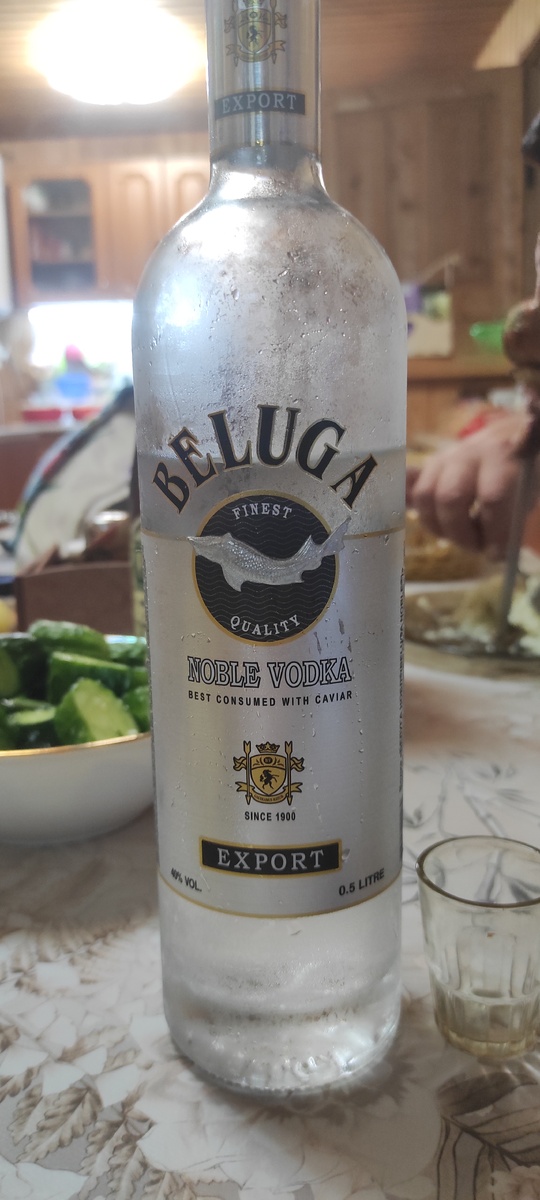 EXPORT
BELUGA
FINEST
QUALITY
NOBLE VODKA
BEST CONSUMED WITH CAVIAR
SINCE 1900
EXPORT
40% VOL.
0.5 LITRE